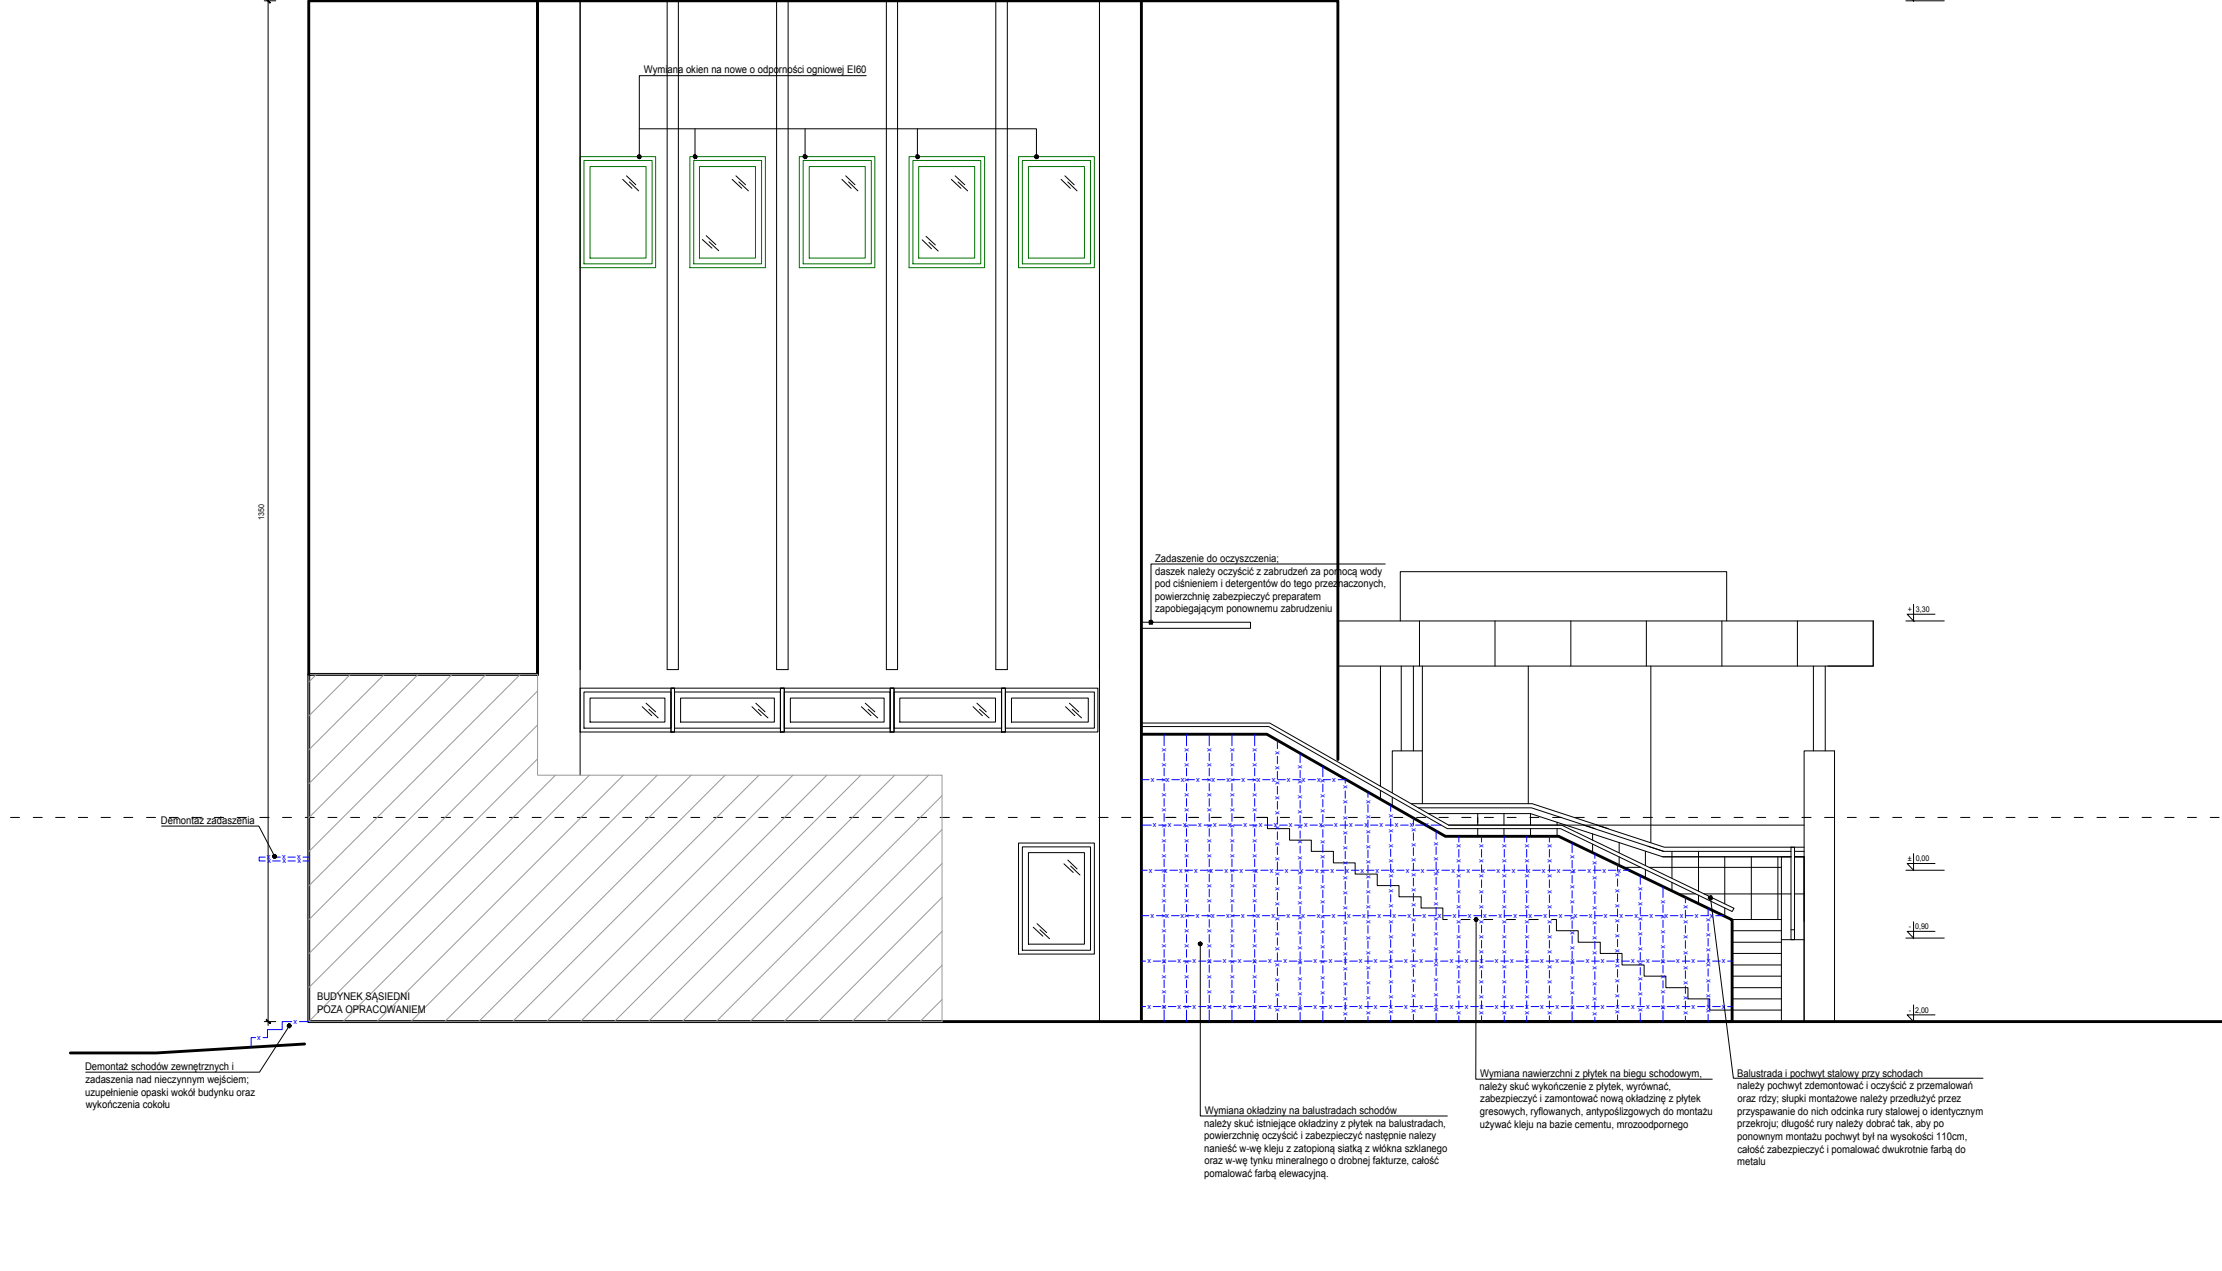 Wymiana okien na nowe o odporności ogniowej EI60
1350
Zadaszenie do oczyszczenia;
daszek należy oczyścić z zabrudzeń za pomocą wody
pod ciśnieniem i detergentów do tego przeznaczonych,
powierzchnię zabezpieczyć preparatem
zapobiegającym ponownemu zabrudzeniu
+ 3,30
Demontaż zadaszenia
± 0,00
- 0,90
BUDYNEK SĄSIEDNI
POZA OPRACOWANIEM
- 2,00
Demontaż schodów zewnętrznych i
zadaszenia nad nieczynnym wejściem;
uzupełnienie opaski wokół budynku oraz
wykończenia cokołu
Wymiana okładziny na balustradach schodów
należy skuć istniejące okładziny z płytek na balustradach,
powierzchnię oczyścić i zabezpieczyć następnie nalezy
nanieść w-wę kleju z zatopioną siatką z włókna szklanego
oraz w-wę tynku mineralnego o drobnej fakturze, całość
pomalować farbą elewacyjną.
Wymiana nawierzchni z płytek na biegu schodowym,
należy skuć wykończenie z płytek, wyrównać,
zabezpieczyć i zamontować nową okładzinę z płytek
gresowych, ryflowanych, antypoślizgowych do montażu
używać kleju na bazie cementu, mrozoodpornego
Balustrada i pochwyt stalowy przy schodach
należy pochwyt zdemontować i oczyścić z przemalowań
oraz rdzy; słupki montażowe należy przedłużyć przez
przyspawanie do nich odcinka rury stalowej o identycznym
przekroju; długość rury należy dobrać tak, aby po
ponownym montażu pochwyt był na wysokości 110cm,
całość zabezpieczyć i pomalować dwukrotnie farbą do
metalu